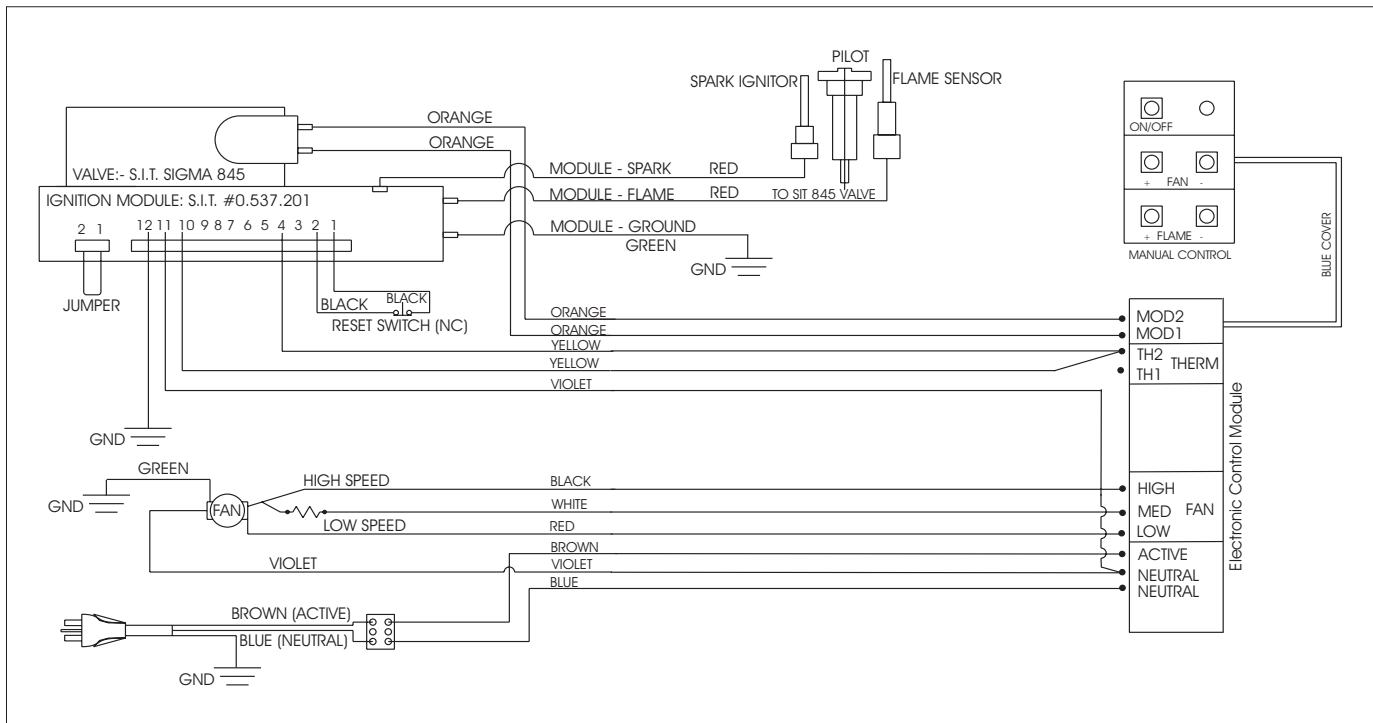 PILOT
SPARK IGNITOR
FLAME SENSOR
ORANGE
ORANGE
ON/OFF
VALVE:- S.I.T. SIGMA 845
MODULE - SPARK RED
+ FAN -
IGNITION MODULE: S.I.T. #0.537.201
MODULE - FLAME RED
TO SIT 845 VALVE
2 1
12 11 10 9 8 7 6 5 4 3 2 1
MODULE - GROUND
GREEN
+ FLAME -
MANUAL CONTROL
GND
BLUE COVER
JUMPER
BLACK
BLACK
RESET SWITCH (NC)
ORANGE
MOD2
ORANGE
MOD1
YELLOW
TH2
THERM
YELLOW
TH1
VIOLET
GND
Electronic Control Module
GREEN
HIGH SPEED
BLACK
HIGH
GND
FAN
WHITE
MED
FAN
LOW SPEED
RED
LOW
BROWN
ACTIVE
VIOLET
VIOLET
NEUTRAL
BLUE
NEUTRAL
BROWN (ACTIVE)
BLUE (NEUTRAL)
GND